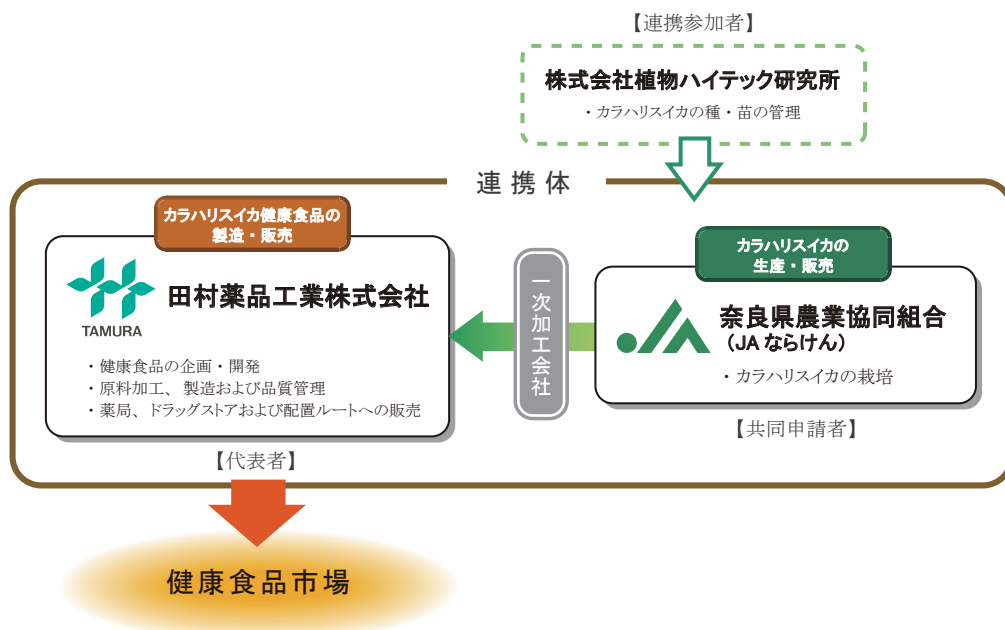 【連携参加者】
株式会社植物ハイテック研究所
・カラハリスイカの種・苗の管理
連携体
カラハリスイカ健康食品の
製造・販売
TAMURA
田村薬品工業株式会社
・健康食品の企画・開発
・原料加工、製造および品質管理
・薬局、ドラッグストアおよび配置ルートへの販売
【代表者】
一次加工会社
カラハリスイカの
生産・販売
JA
奈良県農業協同組合
（JAならけん）
・カラハリスイカの栽培
【共同申請者】
健康食品市場